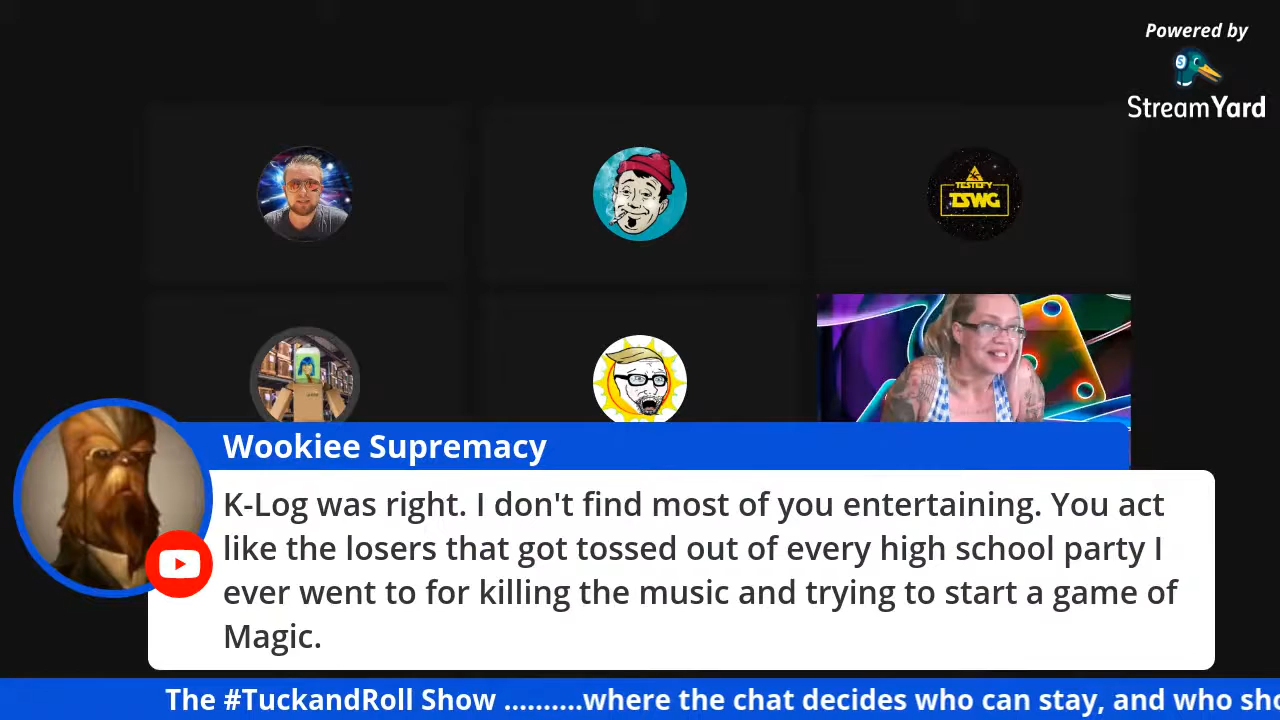 Powered by
StreamYard
TESTEFY
TSWG
Wookiee Supremacy
K-Log was right. I don't find most of you entertaining. You act
like the losers that got tossed out of every high school party I
ever went to for killing the music and trying to start a game of
Magic.
The #TuckandRoll Show ..........where the chat decides who can stay, and who sho